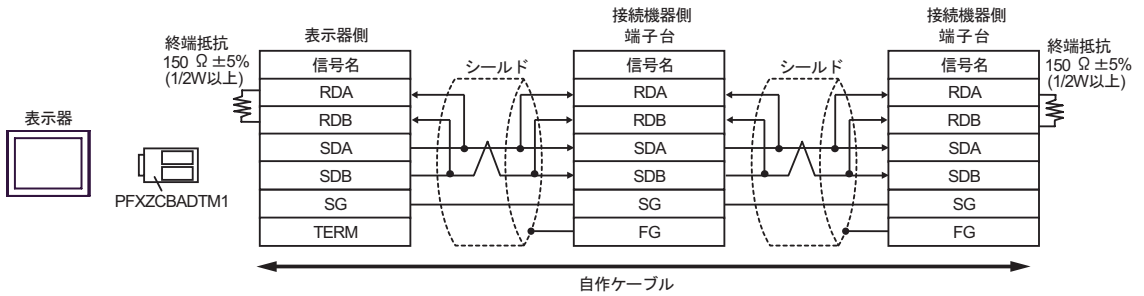 表示器
PFXZCBADTM1
終端抵抗
150 Ω ±5%
(1/2W以上)
表示器側
信号名
RDA
RDB
SDA
SDB
SG
TERM
シールド
接続機器側
端子台
信号名
RDA
RDB
SDA
SDB
SG
FG
シールド
接続機器側
端子台
信号名
RDA
RDB
SDA
SDB
SG
FG
終端抵抗
150 Ω ±5%
(1/2W以上)
自作ケーブル